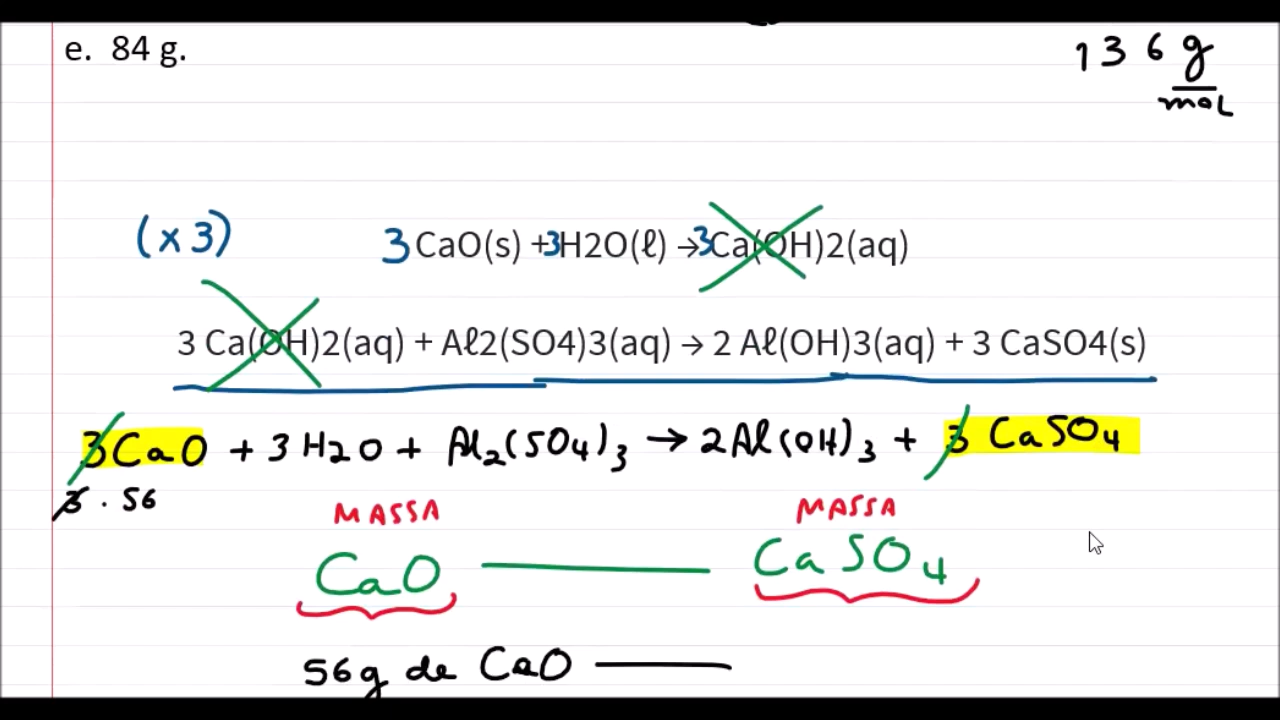 e. 84 g.
136 g
mol
(x 3) 3 CaO(s) + 3 H2O(ℓ) → 3 Ca(OH)2(aq)
3 Ca(OH)2(aq) + Aℓ2(SO4)3(aq) → 2 Aℓ(OH)3(aq) + 3 CaSO4(s)
3 CaO + 3 H2O + Al₂(SO₄)₃ → 2 Al(OH)₃ + 3 CaSO₄
3 . 56
MASSA MASSA
CaO CaSO₄
56g de CaO